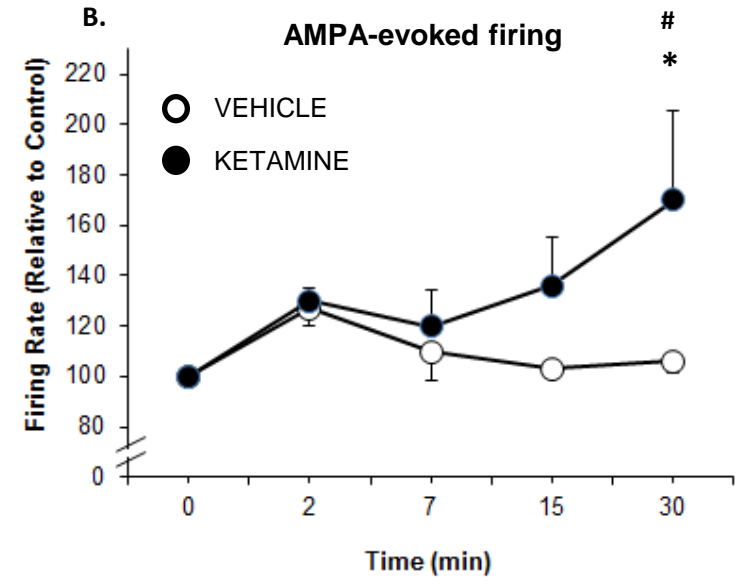 B.
AMPA-evoked firing
#
*
VEHICLE
KETAMINE
Firing Rate (Relative to Control)
220
200
180
160
140
120
100
80
0
0 2 7 15 30
Time (min)